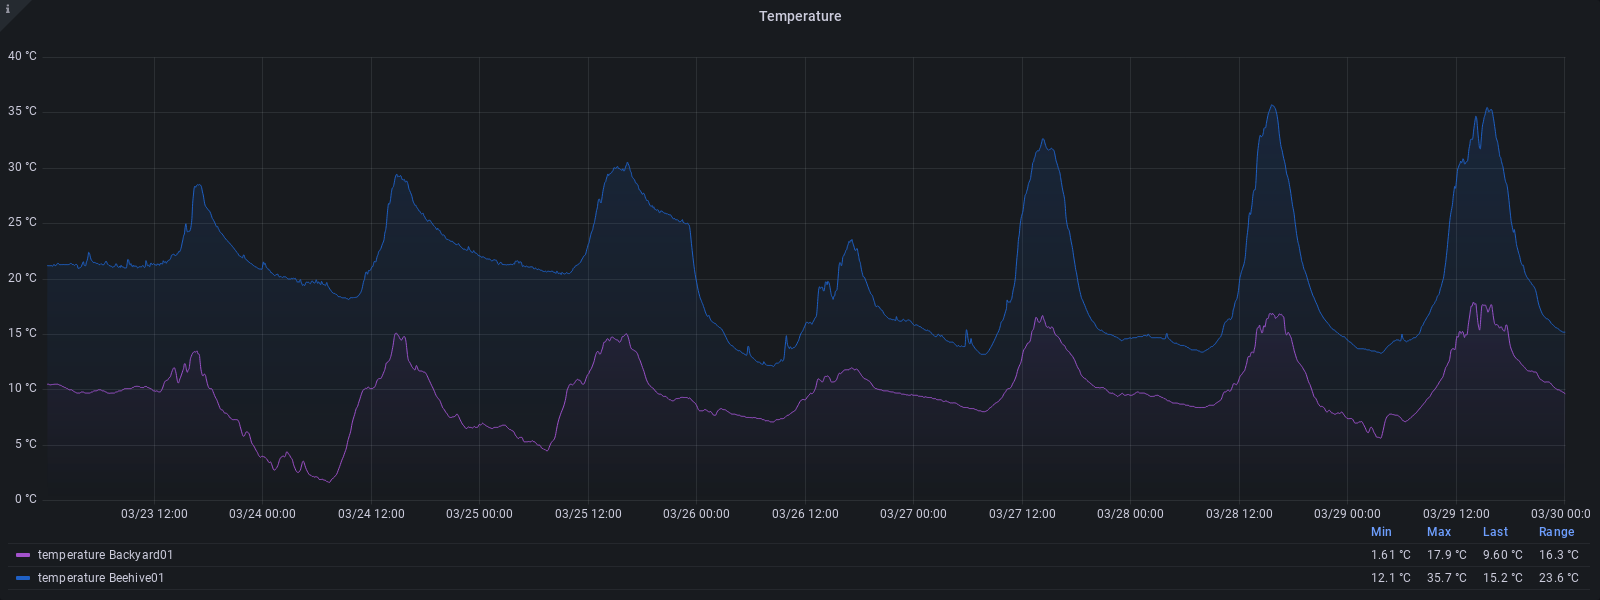 i
Temperature
40 °C
35 °C
30 °C
25 °C
20 °C
15 °C
10 °C
5 °C
0 °C
03/23 12:00 03/24 00:00 03/24 12:00 03/25 00:00 03/25 12:00 03/26 00:00 03/26 12:00 03/27 00:00 03/27 12:00 03/28 00:00 03/28 12:00 03/29 00:00 03/29 12:00 03/30 00:0
Min Max Last Range
temperature Backyard01 1.61 °C 17.9 °C 9.60 °C 16.3 °C
temperature Beehive01 12.1 °C 35.7 °C 15.2 °C 23.6 °C